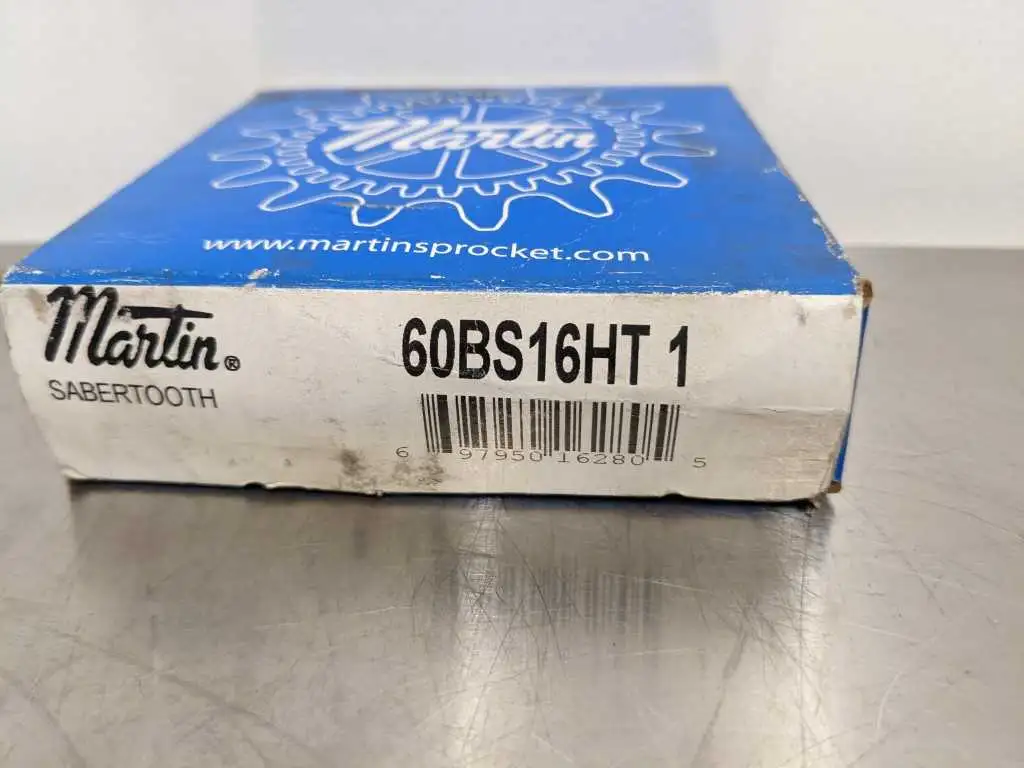 Martin
www.martinsprocket.com
Martin®
SABERTOOTH
60BS16HT 1
6 97950 16280 5